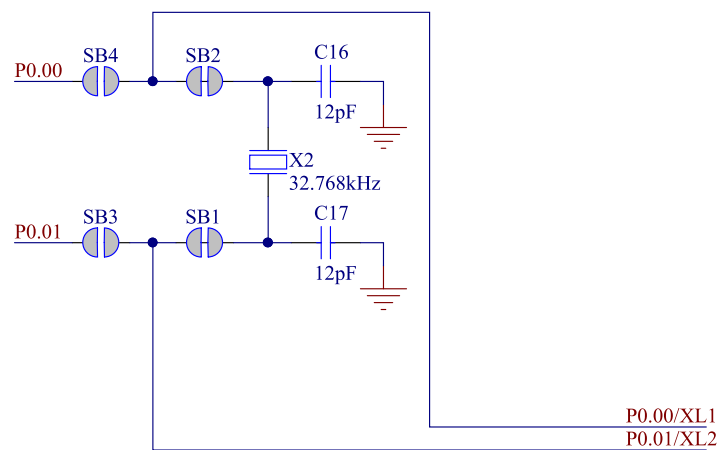 C16
SB4
SB2
P0.00
12pF
X2
32.768kHz
SB3
SB1
C17
P0.01
12pF
P0.00/XL1
P0.01/XL2